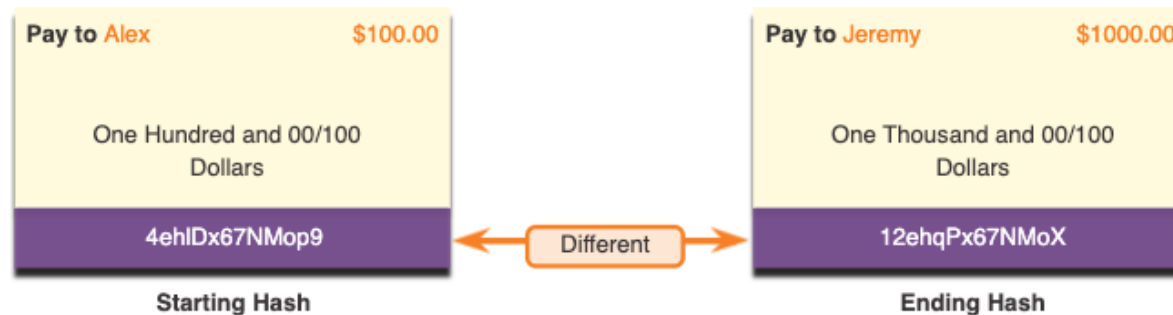 Pay to Alex $100.00
One Hundred and 00/100
Dollars
4ehIDx67NMop9
Starting Hash
Different
Pay to Jeremy $1000.00
One Thousand and 00/100
Dollars
12ehqPx67NMoX
Ending Hash